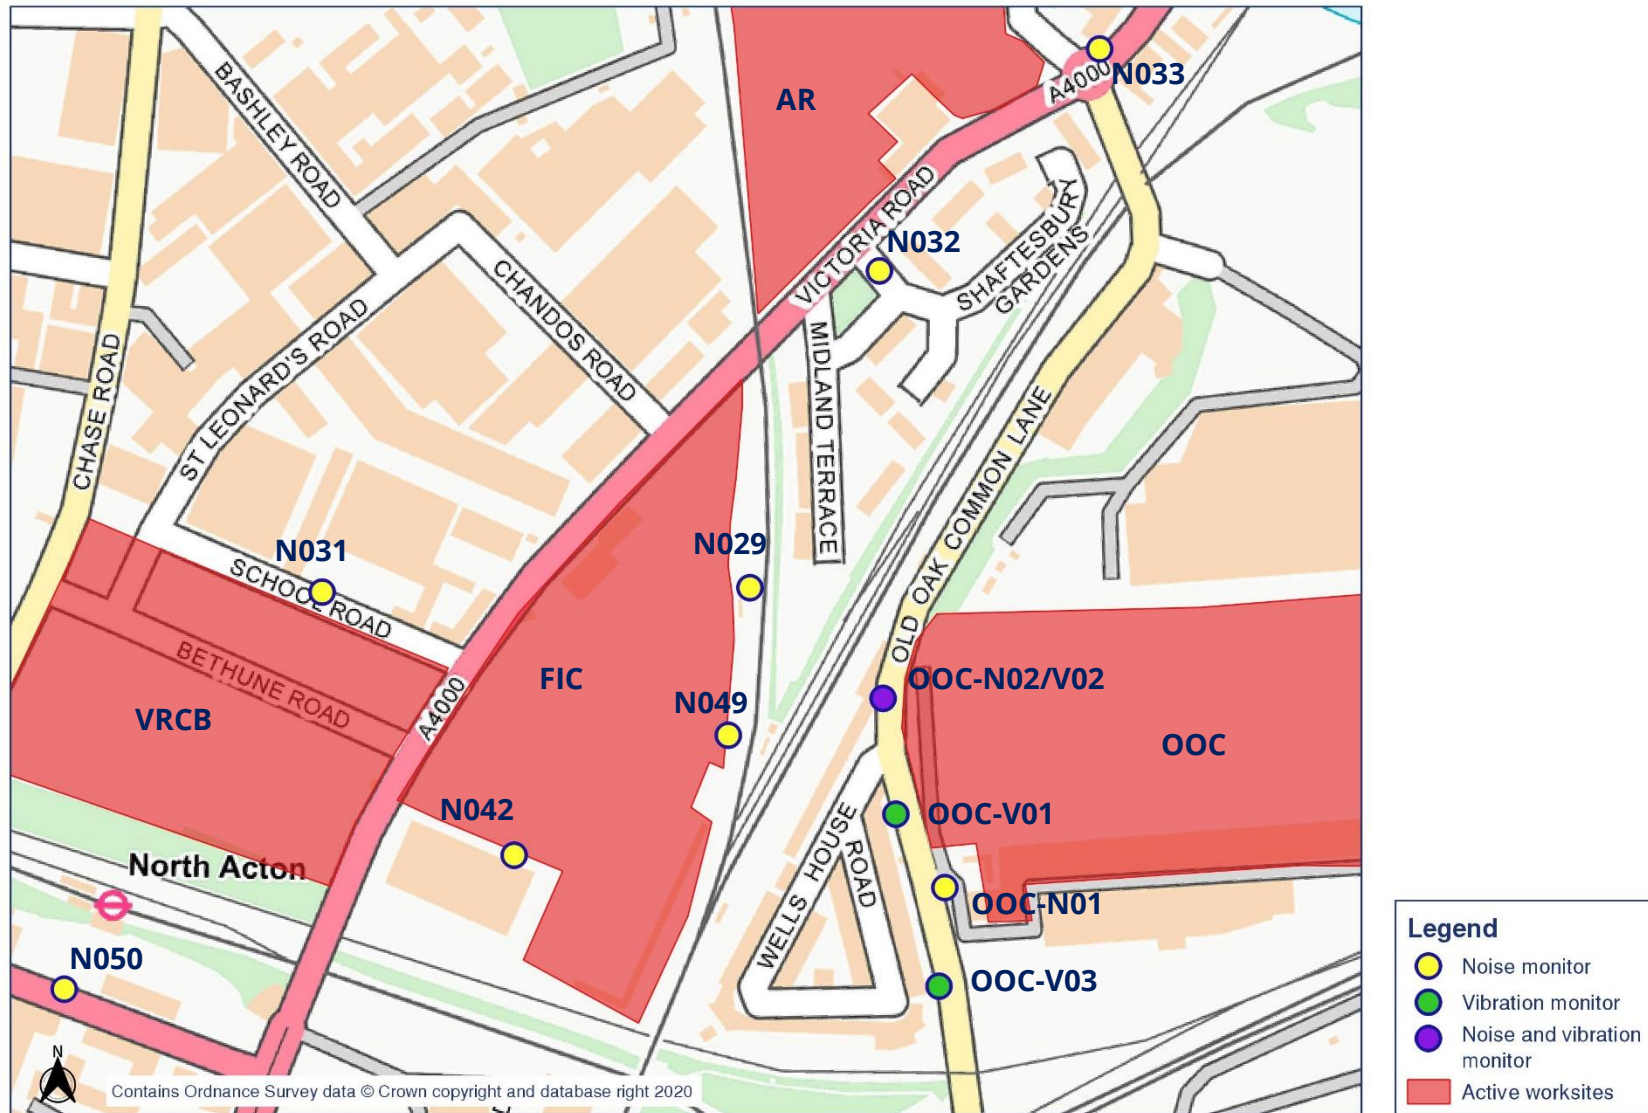 AR
A4000
N033
BASHLEY ROAD
VICTORIA ROAD
N032
SHAFTESBURY
GARDENS
CHANDOS ROAD
ST LEONARD'S ROAD
CHASE ROAD
MIDLAND TERRACE
OLD OAK COMMON LANE
N031
SCHOOL ROAD
N029
BETHUNE ROAD
VRCB
FIC
A4000
N049
OOC-N02/V02
OOC
N042
OOC-V01
WELLS HOUSE
ROAD
North Acton
OOC-N01
N050
OOC-V03
N
Contains Ordnance Survey data © Crown copyright and database right 2020
Legend
Noise monitor
Vibration monitor
Noise and vibration
monitor
Active worksites